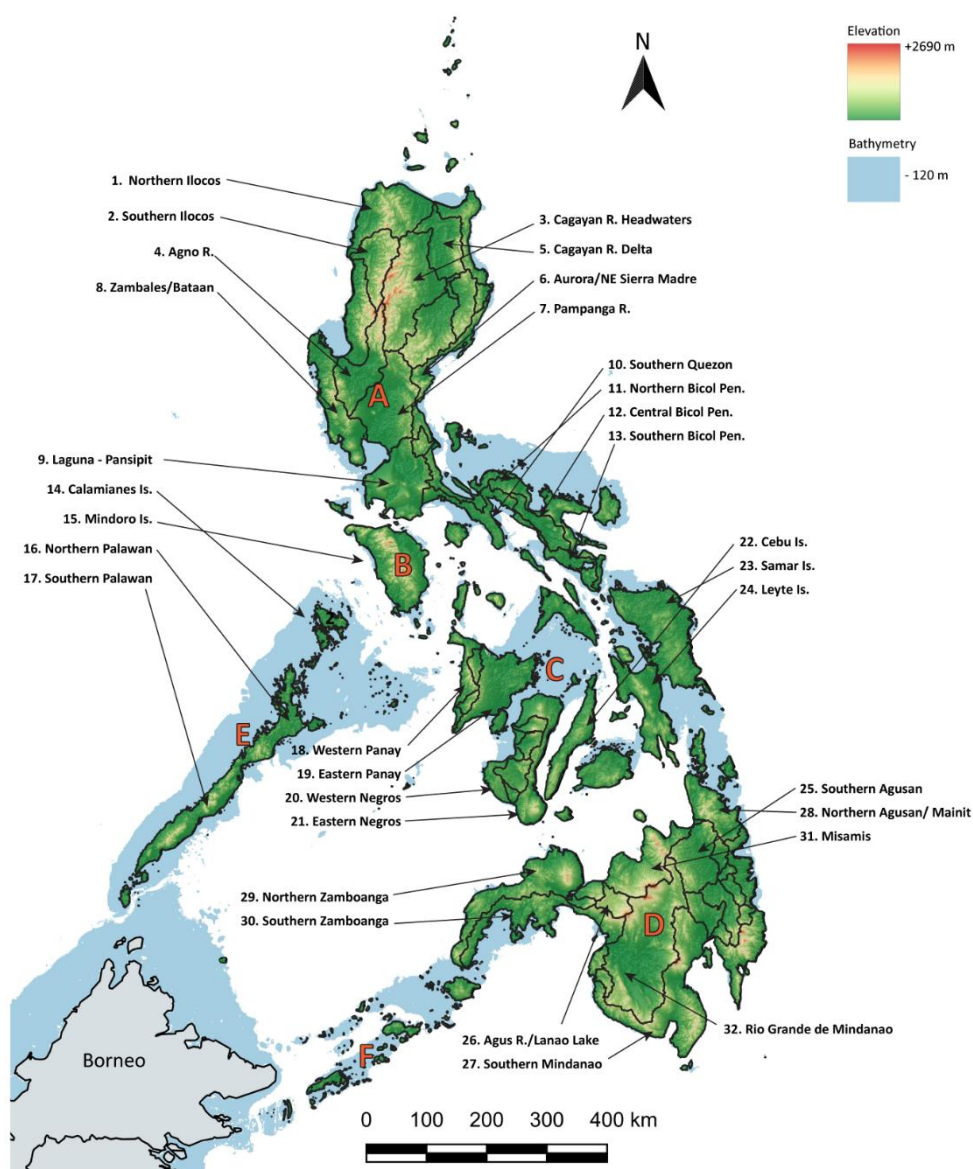 Elevation
+2690 m
Bathymetry
- 120 m
N
1. Northern Ilocos
2. Southern Ilocos
3. Cagayan R. Headwaters
4. Agno R.
5. Cagayan R. Delta
6. Aurora/NE Sierra Madre
8. Zambales/Bataan
7. Pampanga R.
A
10. Southern Quezon
11. Northern Bicol Pen.
12. Central Bicol Pen.
13. Southern Bicol Pen.
9. Laguna - Pansipit
14. Calamianes Is.
15. Mindoro Is.
16. Northern Palawan
17. Southern Palawan
B
22. Cebu Is.
23. Samar Is.
24. Leyte Is.
2.
C
E
18. Western Panay
19. Eastern Panay
20. Western Negros
21. Eastern Negros
25. Southern Agusan
28. Northern Agusan/ Mainit
31. Misamis
29. Northern Zamboanga
30. Southern Zamboanga
D
32. Rio Grande de Mindanao
26. Agus R./Lanao Lake
27. Southern Mindanao
F
Borneo
0 100 200 300 400 km